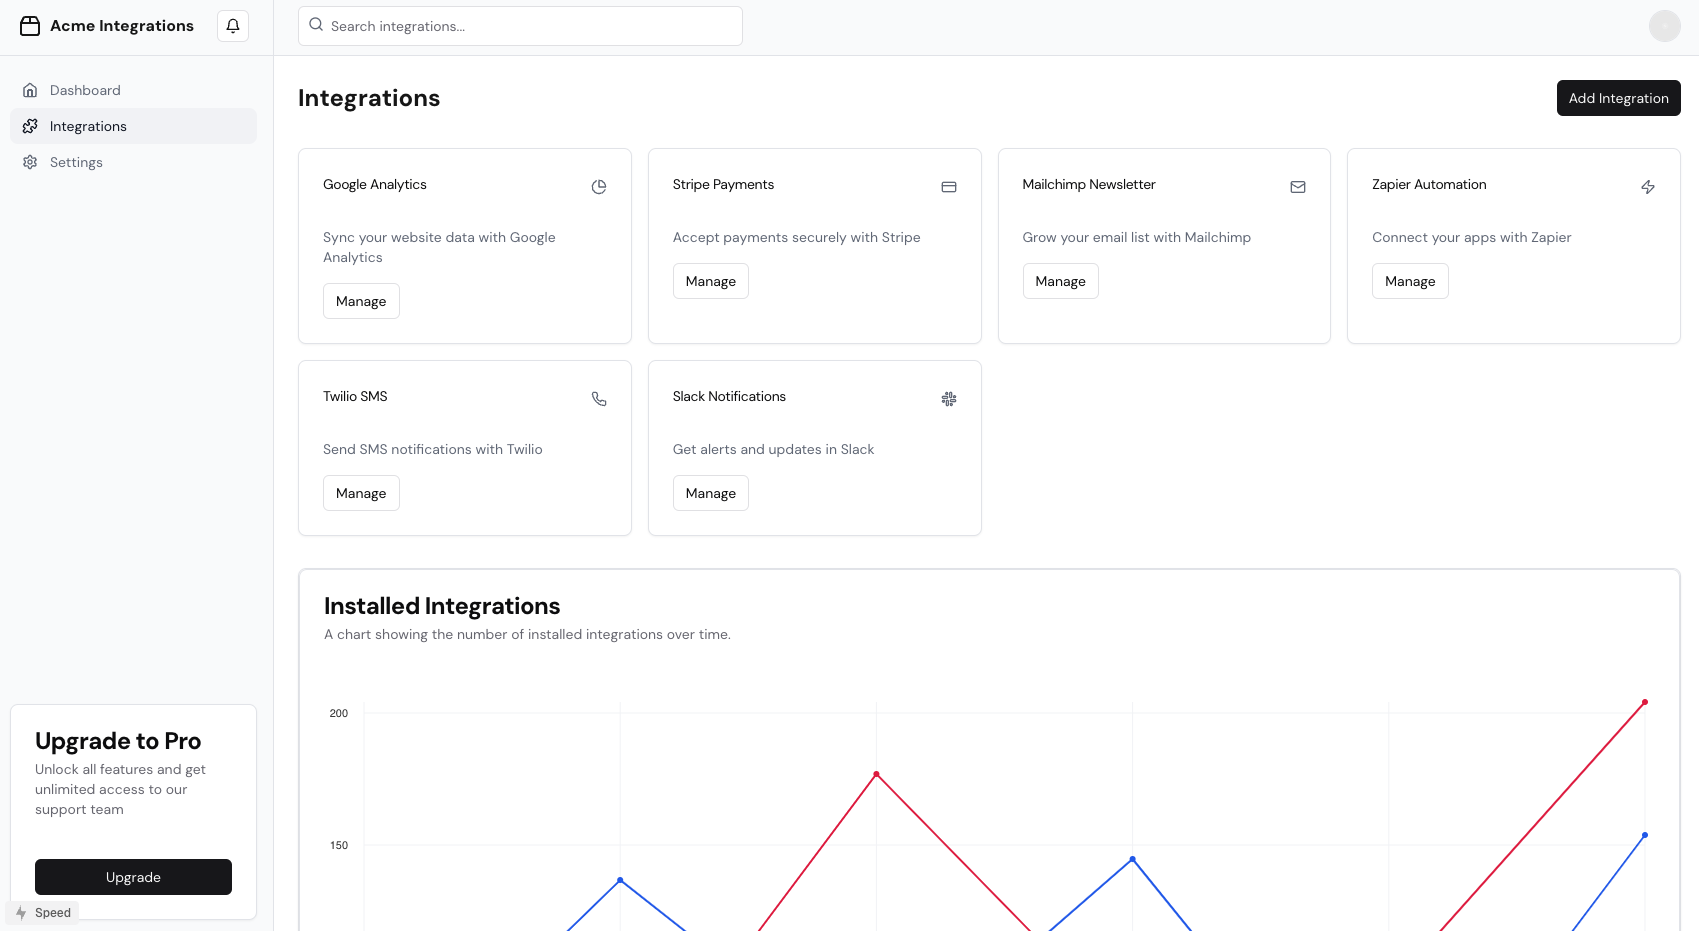 Acme Integrations
Search integrations...
Dashboard
Integrations
Settings
Integrations
Add Integration
Google Analytics
Sync your website data with Google
Analytics
Manage
Stripe Payments
Accept payments securely with Stripe
Manage
Mailchimp Newsletter
Grow your email list with Mailchimp
Manage
Zapier Automation
Connect your apps with Zapier
Manage
Twilio SMS
Send SMS notifications with Twilio
Manage
Slack Notifications
Get alerts and updates in Slack
Manage
Installed Integrations
A chart showing the number of installed integrations over time.
200
150
Upgrade to Pro
Unlock all features and get
unlimited access to our
support team
Upgrade
Speed